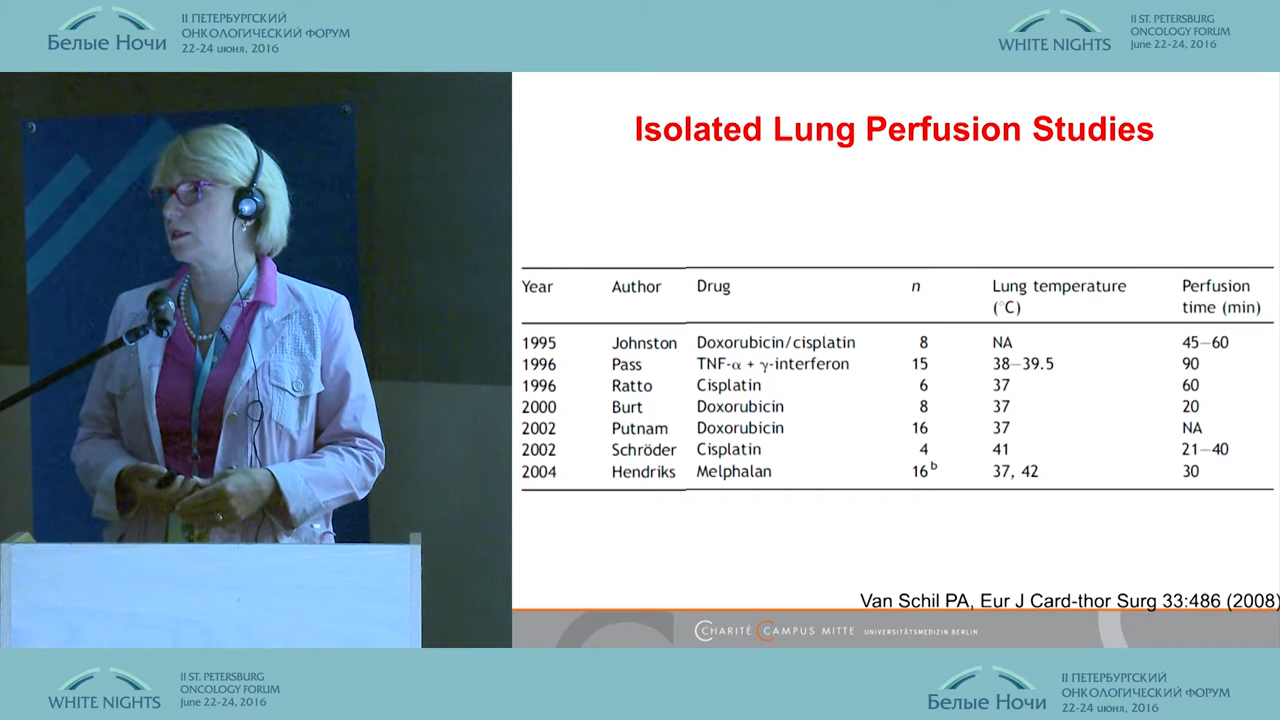 II ПЕТЕРБУРГСКИЙ
ОНКОЛОГИЧЕСКИЙ ФОРУМ
22-24 июня, 2016
Белые Ночи
II ST. PETERSBURG
ONCOLOGY FORUM
June 22-24, 2016
WHITE NIGHTS
Isolated Lung Perfusion Studies
Year Author Drug n Lung temperature (°C) Perfusion time (min)
1995 Johnston Doxorubicin/cisplatin 8 NA 45–60
1996 Pass TNF-α + γ-interferon 15 38–39.5 90
1996 Ratto Cisplatin 6 37 60
2000 Burt Doxorubicin 8 37 20
2002 Putnam Doxorubicin 16 37 NA
2002 Schröder Cisplatin 4 41 21–40
2004 Hendriks Melphalan 16b 37, 42 30
Van Schil PA, Eur J Card-thor Surg 33:486 (2008)
CHARITÉ CAMPUS MITTE UNIVERSITÄTSMEDIZIN BERLIN
II ST. PETERSBURG
ONCOLOGY FORUM
June 22-24, 2016
WHITE NIGHTS
II ПЕТЕРБУРГСКИЙ
ОНКОЛОГИЧЕСКИЙ ФОРУМ
22-24 июня, 2016
Белые Ночи